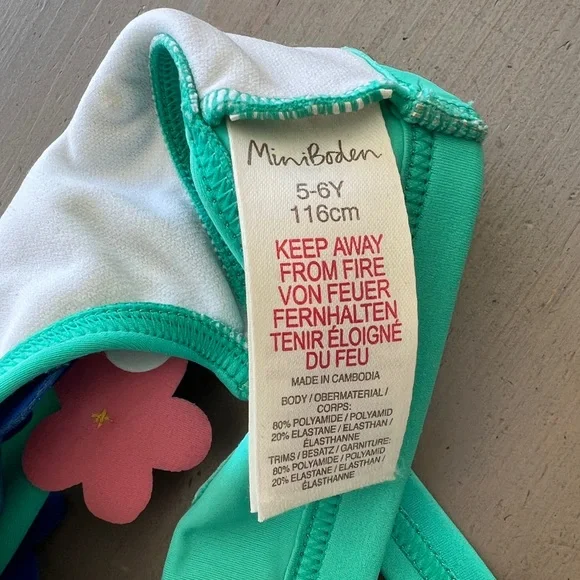 MiniBoden
5-6Y
116cm
KEEP AWAY
FROM FIRE
VON FEUER
FERNHALTEN
TENIR ÉLOIGNÉ
DU FEU
MADE IN CAMBODIA
BODY / OBERMATERIAL /
CORPS:
80% POLYAMIDE / POLYAMID
20% ELASTANE / ELASTHAN /
ÉLASTHANNE
TRIMS / BESATZ / GARNITURE:
80% POLYAMIDE / POLYAMID
20% ELASTANE / ELASTHAN /
ÉLASTHANNE